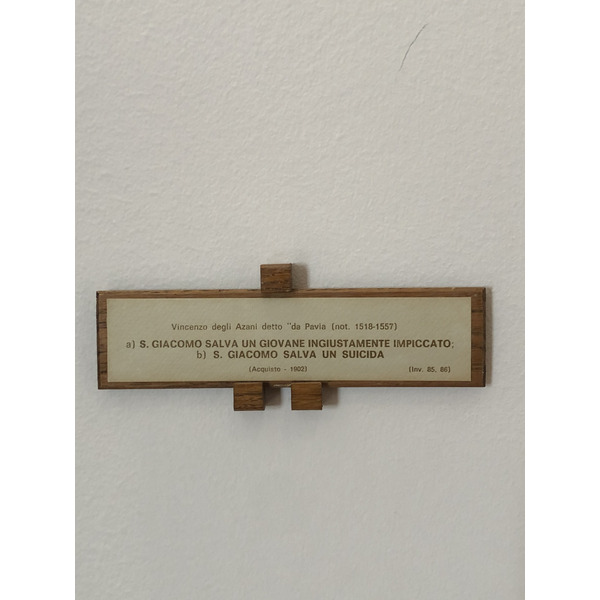 Vincenzo degli Azani detto "da Pavia (not. 1518-1557)
a) S. GIACOMO SALVA UN GIOVANE INGIUSTAMENTE IMPICCATO;
b) S. GIACOMO SALVA UN SUICIDA
(Acquisto - 1902) (Inv. 85, 86)